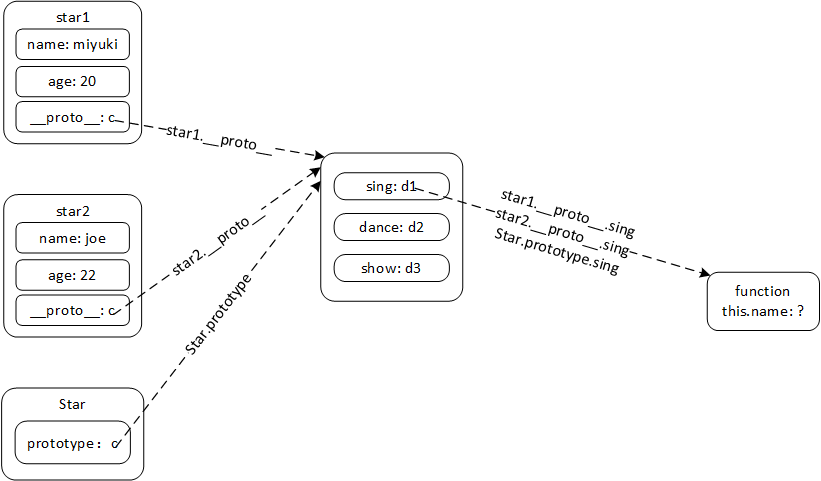 star1
name: miyuki
age: 20
__proto__: c
star1.__proto__
star2
name: joe
age: 22
__proto__: c
star2.__proto__
Star
prototype：c
Star.prototype
sing: d1
dance: d2
show: d3
star1.__proto__.sing
star2.__proto__.sing
Star.prototype.sing
function
this.name: ?